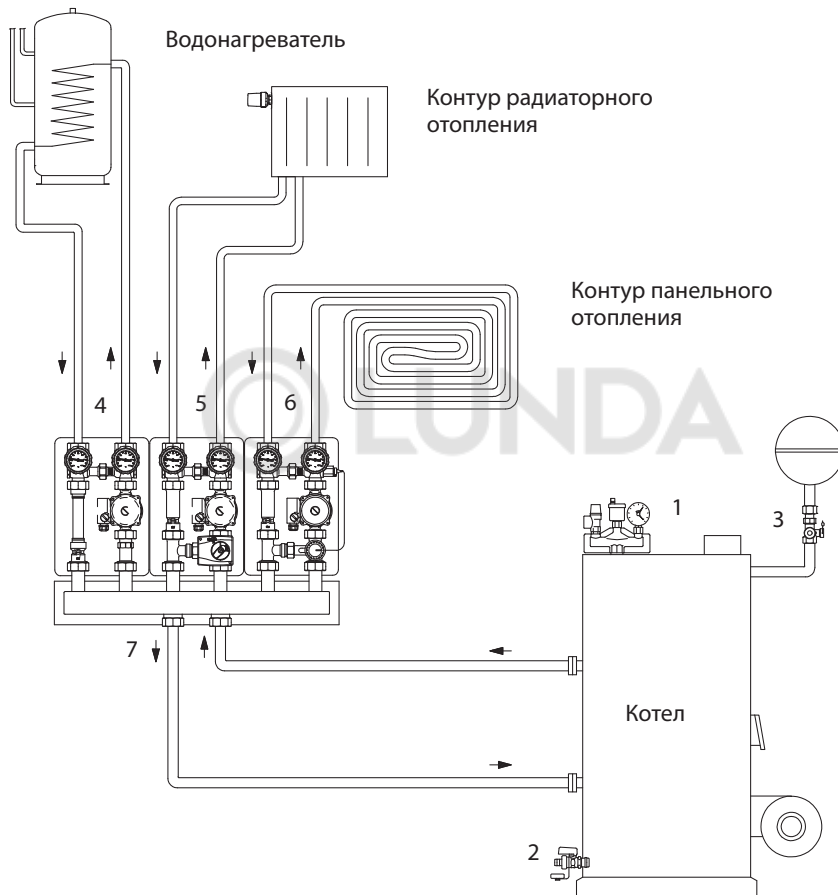 Водонагреватель
Контур радиаторного
отопления
Контур панельного
отопления
4
5
6
LUNDA
1
3
7
Котел
2